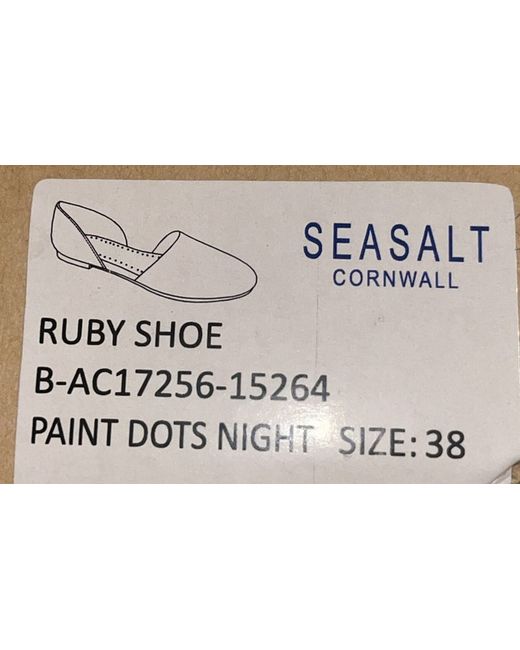 SEASALT
CORNWALL
RUBY SHOE
B-AC17256-15264
PAINT DOTS NIGHT SIZE: 38